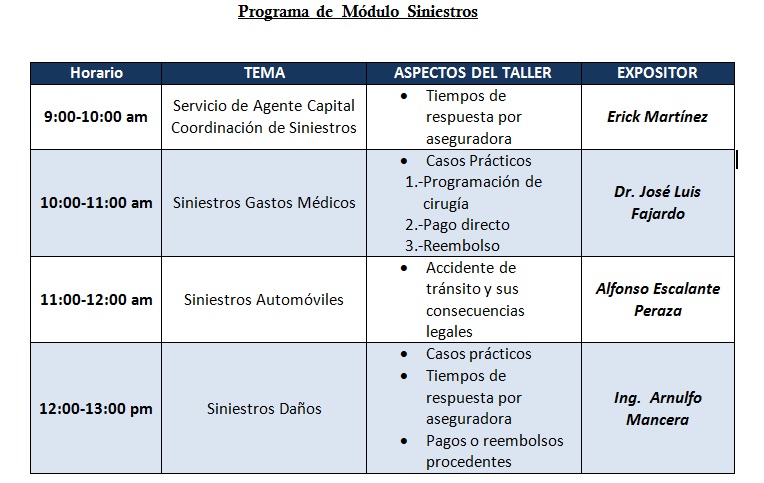 Programa de Módulo Siniestros
Horario TEMA ASPECTOS DEL TALLER EXPOSITOR
9:00-10:00 am
Servicio de Agente Capital
Coordinación de Siniestros
• Tiempos de
respuesta por
aseguradora
Erick Martínez
10:00-11:00 am
Siniestros Gastos Médicos
• Casos Prácticos
1.-Programación de
cirugía
2.-Pago directo
3.-Reembolso
Dr. José Luis
Fajardo
11:00-12:00 am
Siniestros Automóviles
• Accidente de
tránsito y sus
consecuencias
legales
Alfonso Escalante
Peraza
12:00-13:00 pm
Siniestros Daños
• Casos prácticos
• Tiempos de
respuesta por
aseguradora
• Pagos o reembolsos
procedentes
Ing. Arnulfo
Mancera